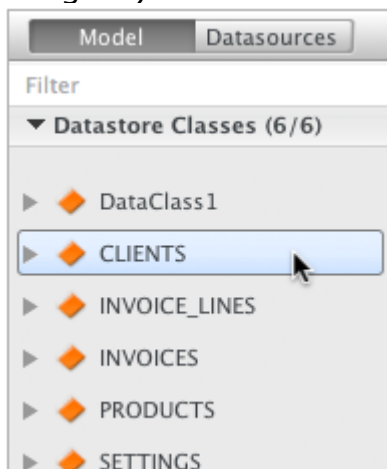 Model Datasources
Filter
Datastore Classes (6/6)
DataClass1
CLIENTS
INVOICE_LINES
INVOICES
PRODUCTS
SETTINGS